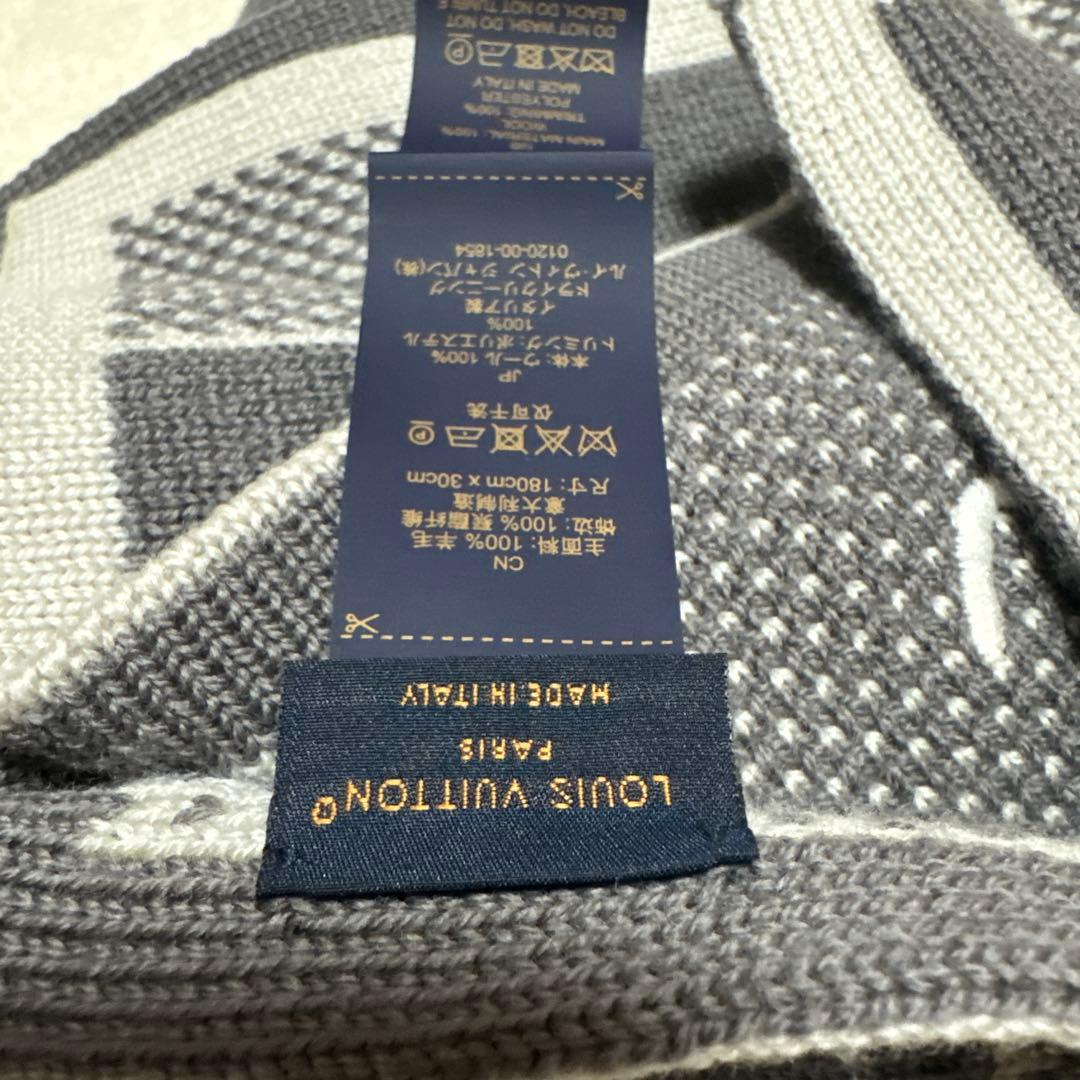 LOUIS VUITTON®
PARIS
MADE IN ITALY
CN
主面料: 100% 羊毛
饰边: 100% 聚酯纤维
意大利制造
尺寸: 180cm x 30cm
P
仅可干洗
JP
本体: ウール 100%
トリミング: ポリエステル
100%
イタリア製
ドライクリーニング
ルイ・ヴィトン ジャパン(株)
0120-00-1854
MAIN MATERIAL: 100%
WOOL
TRIMMING: 100%
POLYESTER
MADE IN ITALY
P
DO NOT WASH, DO NOT
BLEACH, DO NOT TUMBLE